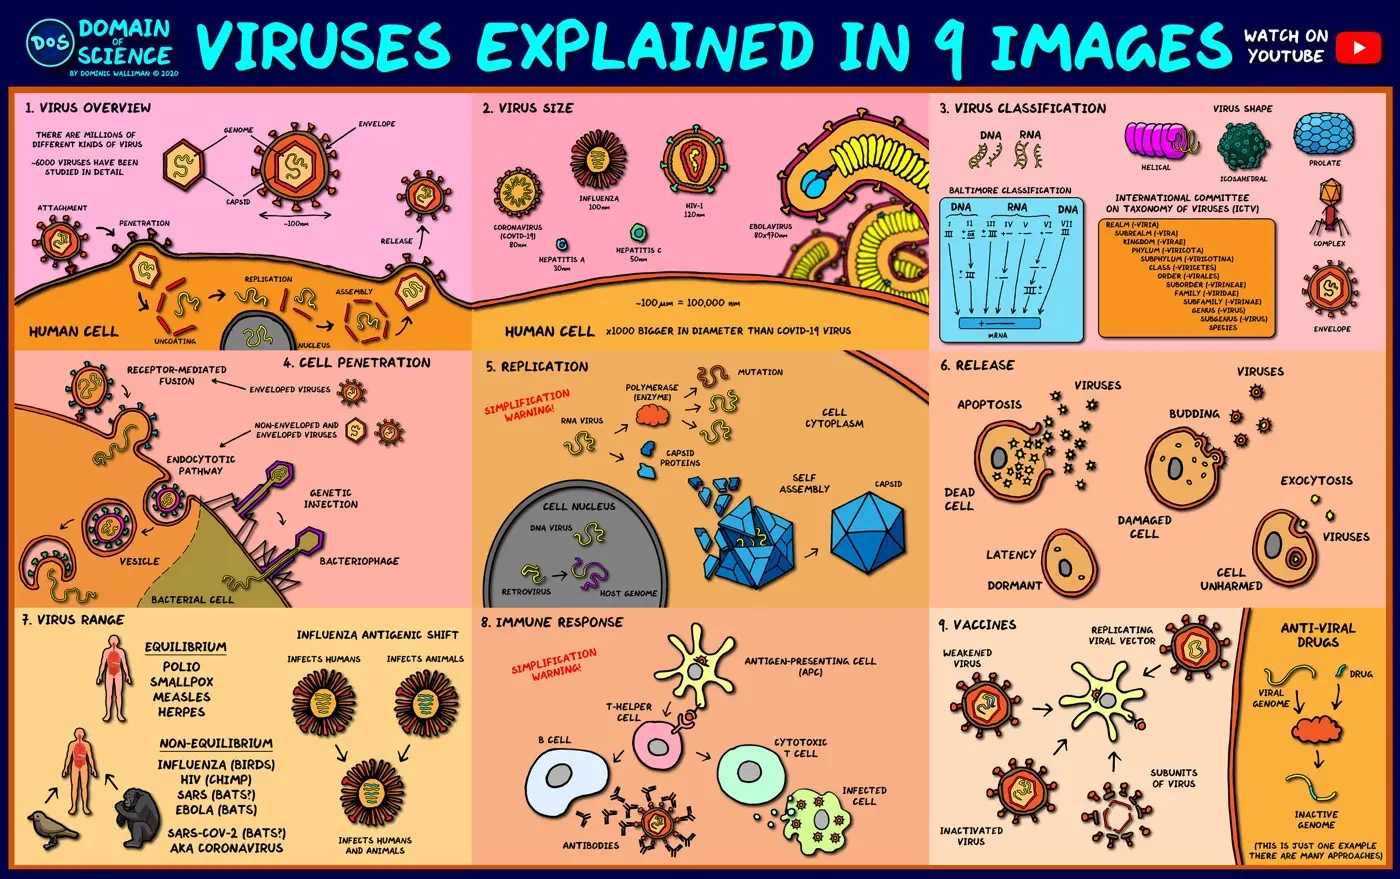 DOS
DOMAIN
OF
SCIENCE
BY DOMINIC WALLIMAN © 2020
VIRUSES EXPLAINED IN 9 IMAGES
WATCH ON
YOUTUBE
1. VIRUS OVERVIEW
THERE ARE MILLIONS OF
DIFFERENT KINDS OF VIRUS
~6000 VIRUSES HAVE BEEN
STUDIED IN DETAIL
GENOME
ENVELOPE
CAPSID
~100nm
ATTACHMENT
PENETRATION
RELEASE
REPLICATION
ASSEMBLY
UNCOATING
NUCLEUS
HUMAN CELL
2. VIRUS SIZE
CORONAVIRUS
(COVID-19)
80nm
INFLUENZA
100nm
HIV-1
120nm
HEPATITIS A
30nm
HEPATITIS C
50nm
EBOLAVIRUS
80x970nm
~100μm = 100,000 nm
HUMAN CELL
x1000 BIGGER IN DIAMETER THAN COVID-19 VIRUS
3. VIRUS CLASSIFICATION
DNA
RNA
VIRUS SHAPE
HELICAL
ICOSAHEDRAL
PROLATE
COMPLEX
ENVELOPE
BALTIMORE CLASSIFICATION
DNA
RNA
DNA
I II III IV V VI VII
mRNA
INTERNATIONAL COMMITTEE
ON TAXONOMY OF VIRUSES (ICTV)
REALM (-VIRIA)
SUBREALM (-VIRA)
KINGDOM (-VIRAE)
PHYLUM (-VIRICOTA)
SUBPHYLUM (-VIRICOTINA)
CLASS (-VIRICETES)
ORDER (-VIRALES)
SUBORDER (-VIRINEAE)
FAMILY (-VIRIDAE)
SUBFAMILY (-VIRINAE)
GENUS (-VIRUS)
SUBGENUS (-VIRUS)
SPECIES
4. CELL PENETRATION
RECEPTOR-MEDIATED
FUSION
ENVELOPED VIRUSES
NON-ENVELOPED AND
ENVELOPED VIRUSES
ENDOCYTOTIC
PATHWAY
GENETIC
INJECTION
VESICLE
BACTERIOPHAGE
BACTERIAL CELL
5. REPLICATION
SIMPLIFICATION
WARNING!
RNA VIRUS
POLYMERASE
(ENZYME)
MUTATION
CAPSID
PROTEINS
CELL
CYTOPLASM
SELF
ASSEMBLY
CAPSID
CELL NUCLEUS
DNA VIRUS
RETROVIRUS
HOST GENOME
6. RELEASE
APOPTOSIS
VIRUSES
DEAD
CELL
BUDDING
VIRUSES
DAMAGED
CELL
EXOCYTOSIS
VIRUSES
CELL
UNHARMED
LATENCY
DORMANT
7. VIRUS RANGE
EQUILIBRIUM
POLIO
SMALLPOX
MEASLES
HERPES
NON-EQUILIBRIUM
INFLUENZA (BIRDS)
HIV (CHIMP)
SARS (BATS?)
EBOLA (BATS)
SARS-COV-2 (BATS?)
AKA CORONAVIRUS
INFLUENZA ANTIGENIC SHIFT
INFECTS HUMANS
INFECTS ANIMALS
INFECTS HUMANS
AND ANIMALS
8. IMMUNE RESPONSE
SIMPLIFICATION
WARNING!
ANTIGEN-PRESENTING CELL
(APC)
T-HELPER
CELL
B CELL
CYTOTOXIC
T CELL
INFECTED
CELL
ANTIBODIES
9. VACCINES
WEAKENED
VIRUS
REPLICATING
VIRAL VECTOR
INACTIVATED
VIRUS
SUBUNITS
OF VIRUS
ANTI-VIRAL
DRUGS
VIRAL
GENOME
DRUG
INACTIVE
GENOME
(THIS IS JUST ONE EXAMPLE
THERE ARE MANY APPROACHES)